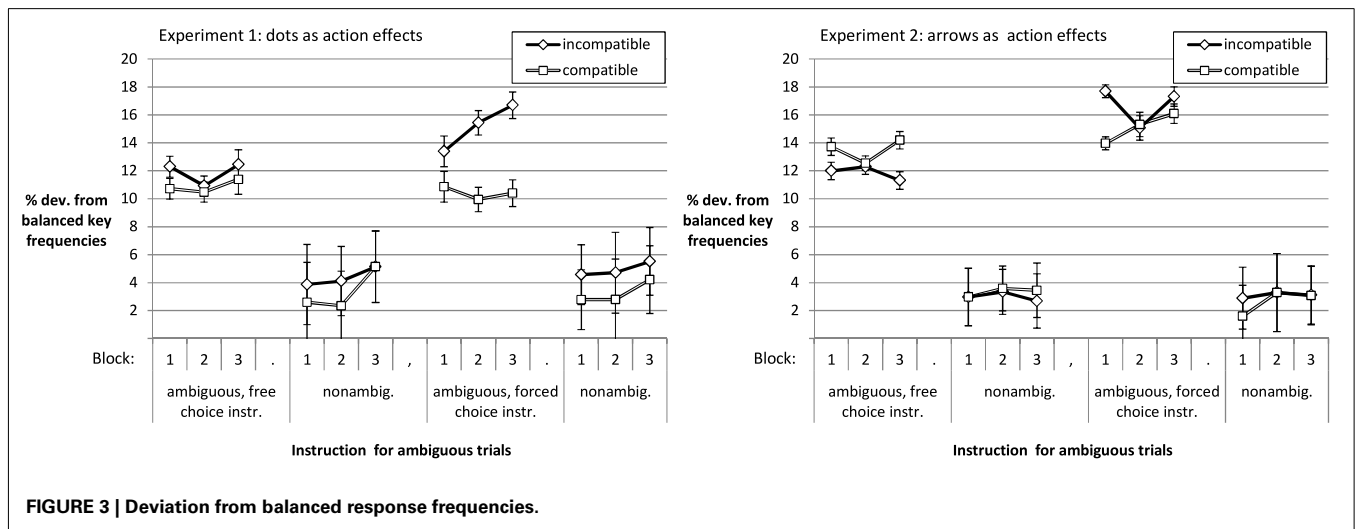 Experiment 1: dots as action effects
incompatible
compatible
% dev. from
balanced key
frequencies
20
18
16
14
12
10
8
6
4
2
Block:
1 2 3 . 1 2 3 , 1 2 3 . 1 2 3
ambiguous, free
choice instr.
nonambig.
ambiguous, forced
choice instr.
nonambig.
Instruction for ambiguous trials
Experiment 2: arrows as action effects
incompatible
compatible
% dev. from
balanced key
frequencies
20
18
16
14
12
10
8
6
4
2
Block:
1 2 3 . 1 2 3 , 1 2 3 . 1 2 3
ambiguous, free
choice instr.
nonambig.
ambiguous, forced
choice instr.
nonambig.
Instruction for ambiguous trials
FIGURE 3 | Deviation from balanced response frequencies.